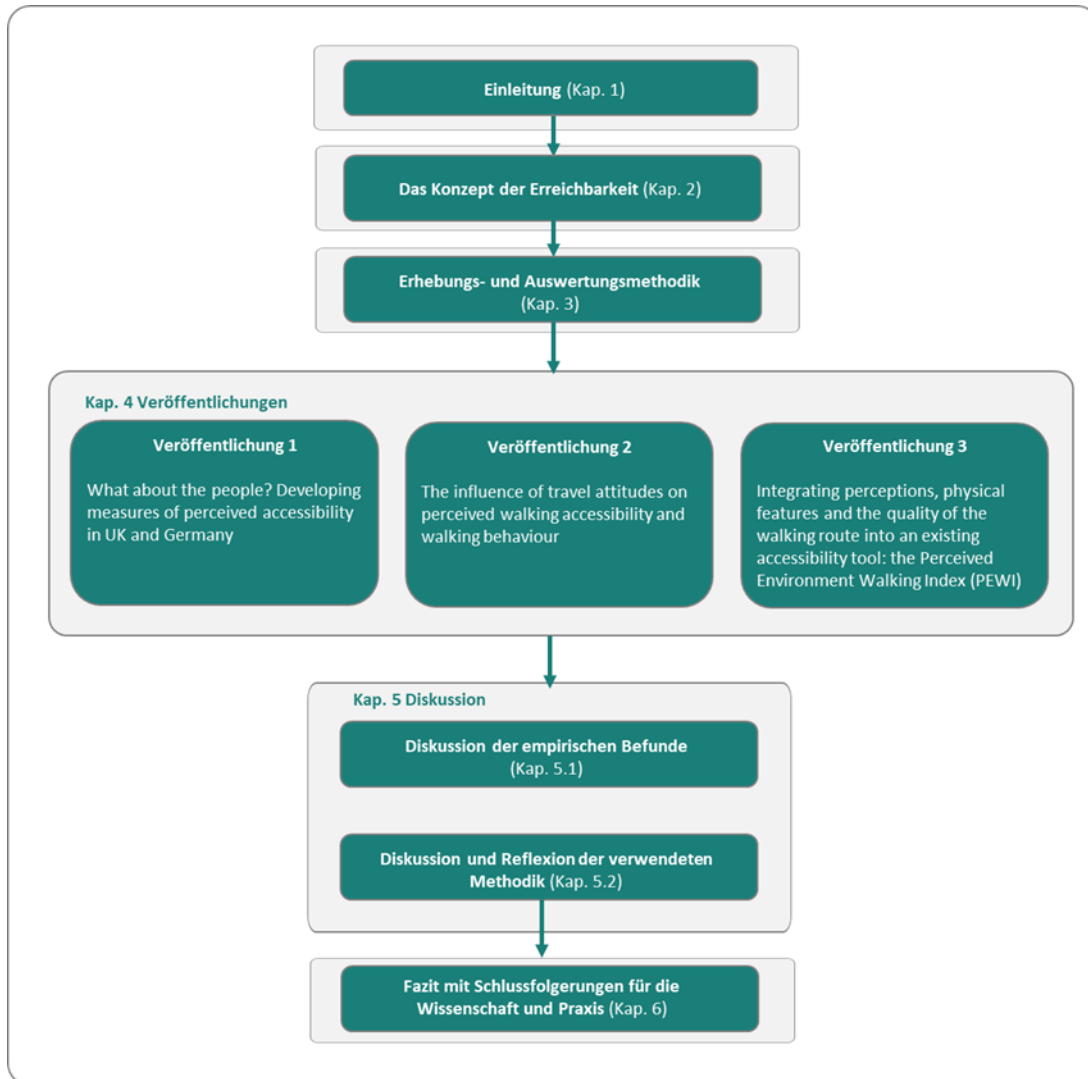 Einleitung (Kap. 1)
Das Konzept der Erreichbarkeit (Kap. 2)
Erhebungs- und Auswertungsmethodik
(Kap. 3)
Kap. 4 Veröffentlichungen
Veröffentlichung 1
What about the people? Developing
measures of perceived accessibility
in UK and Germany
Veröffentlichung 2
The influence of travel attitudes on
perceived walking accessibility and
walking behaviour
Veröffentlichung 3
Integrating perceptions, physical
features and the quality of the
walking route into an existing
accessibility tool: the Perceived
Environment Walking Index (PEWI)
Kap. 5 Diskussion
Diskussion der empirischen Befunde
(Kap. 5.1)
Diskussion und Reflexion der verwendeten
Methodik (Kap. 5.2)
Fazit mit Schlussfolgerungen für die
Wissenschaft und Praxis (Kap. 6)